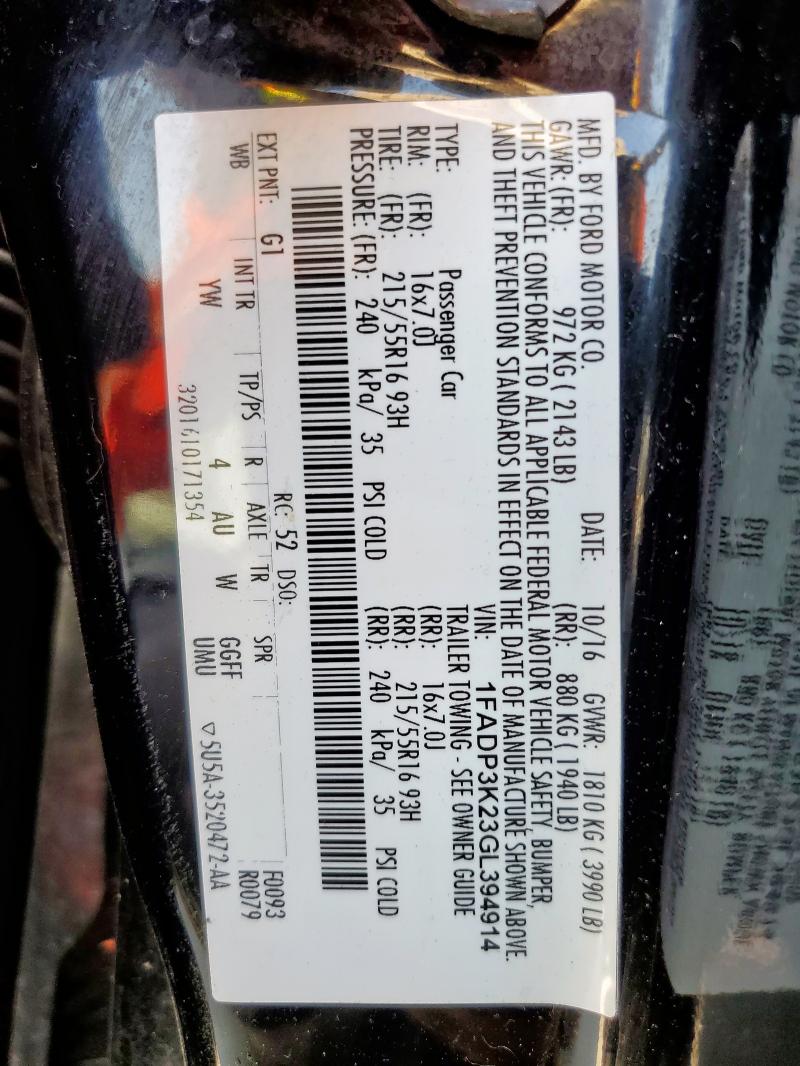 MFD. BY FORD MOTOR CO. DATE: 10/16 GVWR: 1810 KG ( 3990 LB)
GAWR: (FR): 972 KG ( 2143 LB) (RR): 880 KG ( 1940 LB)
THIS VEHICLE CONFORMS TO ALL APPLICABLE FEDERAL MOTOR VEHICLE SAFETY, BUMPER,
AND THEFT PREVENTION STANDARDS IN EFFECT ON THE DATE OF MANUFACTURE SHOWN ABOVE.
VIN: 1FADP3K23GL394914
TYPE: Passenger Car TRAILER TOWING - SEE OWNER GUIDE
RIM: (FR): 16x7.0J (RR): 16x7.0J
TIRE: (FR): 215/55R16 93H (RR): 215/55R16 93H
PRESSURE: (FR): 240 kPa/ 35 PSI COLD (RR): 240 kPa/ 35 PSI COLD
EXT PNT: G1 RC: 52 DSO: F0093
R0079
WB INT TR TP/PS R AXLE TR SPR
YW 4 AU W GGFF
UMU
3201610171354 ▽5U5A-3520472-AA